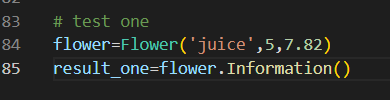 83 # test one
84 flower=Flower('juice',5,7.82)
85 result_one=flower.Information()